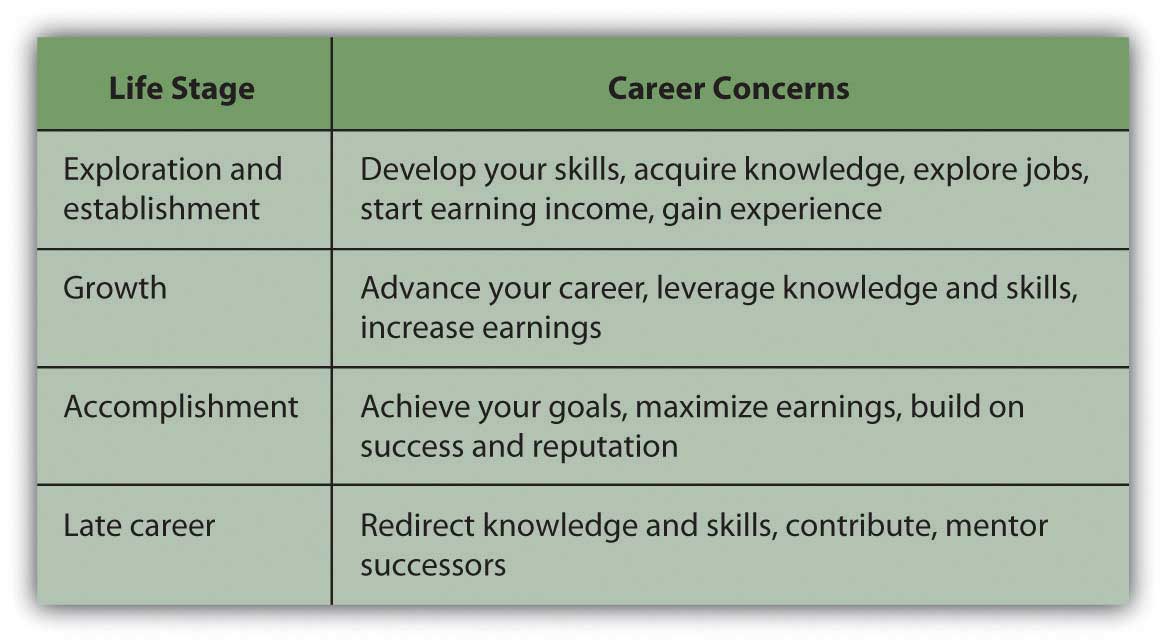 Life Stage
Career Concerns
Exploration and
establishment
Develop your skills, acquire knowledge, explore jobs,
start earning income, gain experience
Growth
Advance your career, leverage knowledge and skills,
increase earnings
Accomplishment
Achieve your goals, maximize earnings, build on
success and reputation
Late career
Redirect knowledge and skills, contribute, mentor
successors